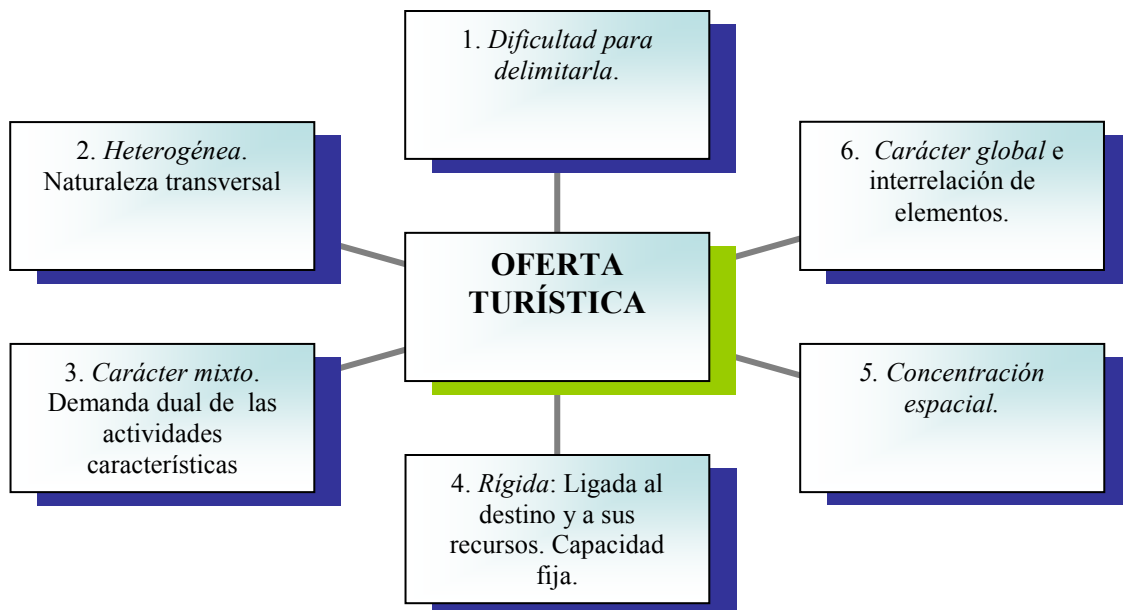 1. Dificultad para
delimitarla.
2. Heterogénea.
Naturaleza transversal
6. Carácter global e
interrelación de
elementos.
OFERTA
TURÍSTICA
3. Carácter mixto.
Demanda dual de las
actividades
características
5. Concentración
espacial.
4. Rígida: Ligada al
destino y a sus
recursos. Capacidad
fija.